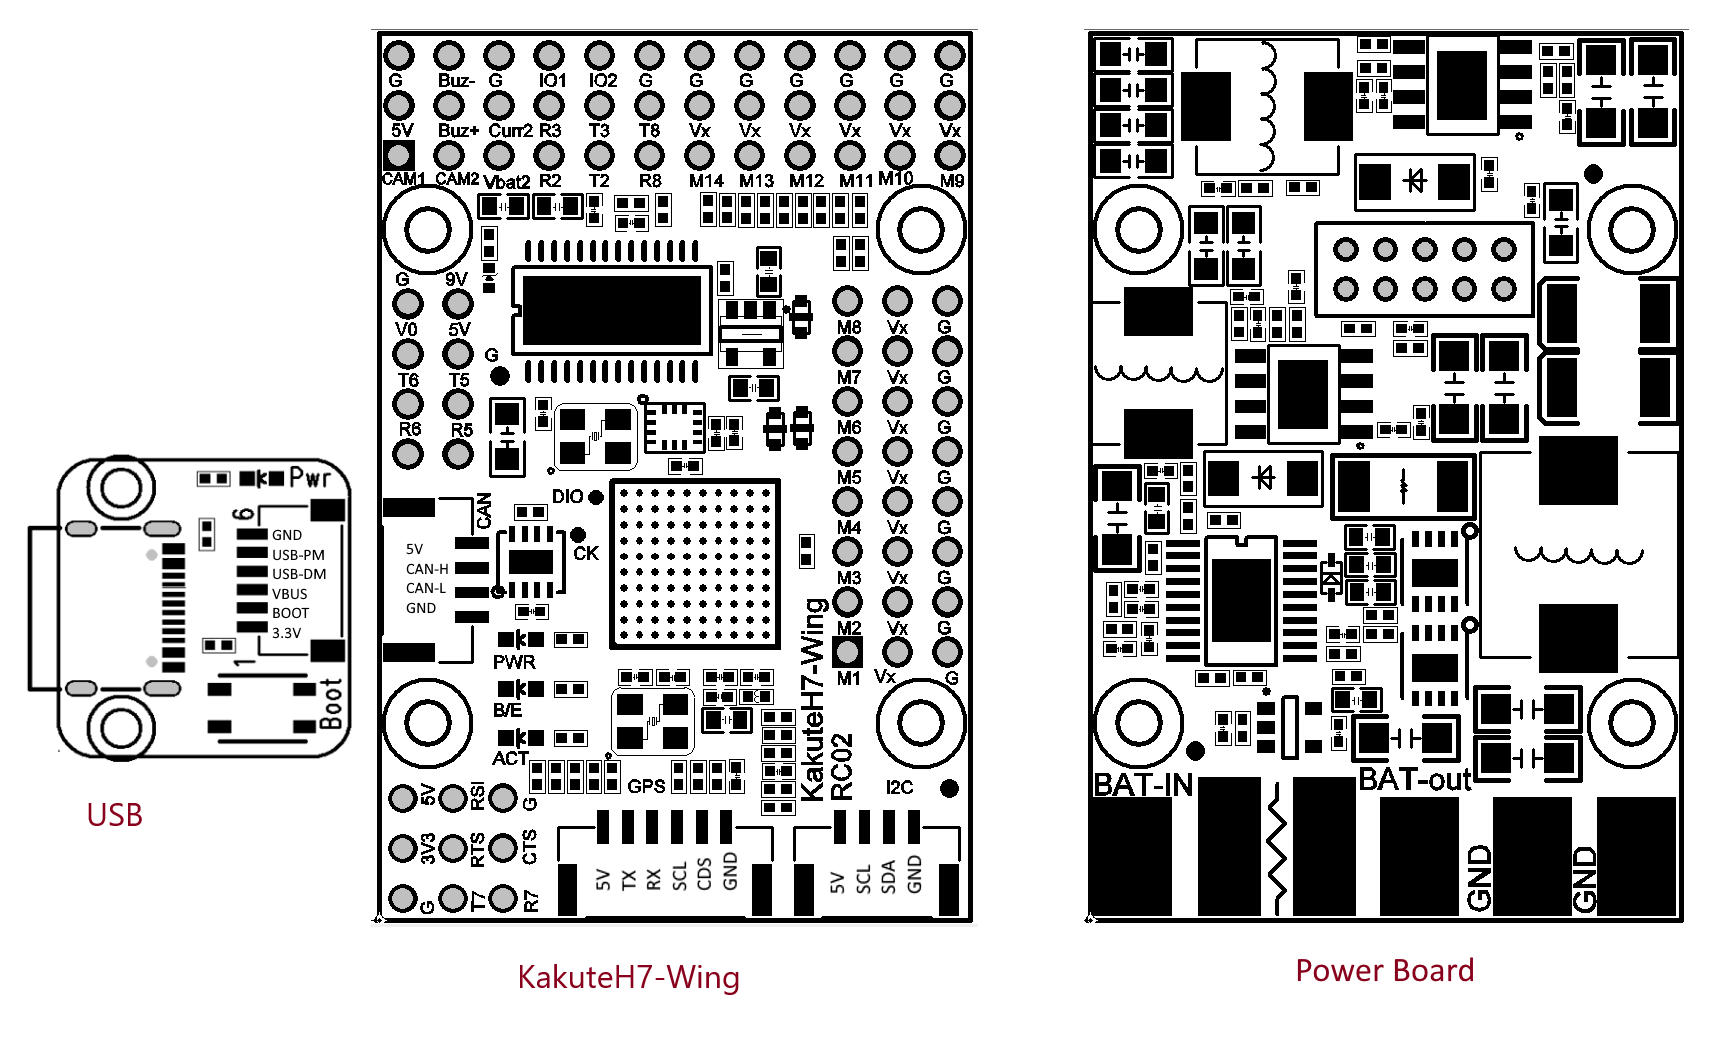 G Buz- G IO1 IO2 G G G G G G G
5V Buz+ Curr2 R3 T3 T8 Vx Vx Vx Vx Vx Vx
CAM1 CAM2 Vbat2 R2 T2 R8 M14 M13 M12 M11 M10 M9
G 9V
V0 5V
G
T6 T5
R6 R5
M8 Vx G
M7 Vx G
M6 Vx G
M5 Vx G
M4 Vx G
M3 Vx G
M2 Vx G
M1 Vx G
DIO
CK
CAN
5V
CAN-H
CAN-L
GND
PWR
B/E
ACT
KakuteH7-Wing
RC02
GPS
I2C
5V RSI G
3V3 RTS CTS
G T7 R7
5V TX RX SCL CDS GND
5V SCL SDA GND
Pwr
6
GND
USB-PM
USB-DM
VBUS
BOOT
3.3V
1
Boot
USB
KakuteH7-Wing
BAT-IN
BAT-out
GND
GND
Power Board